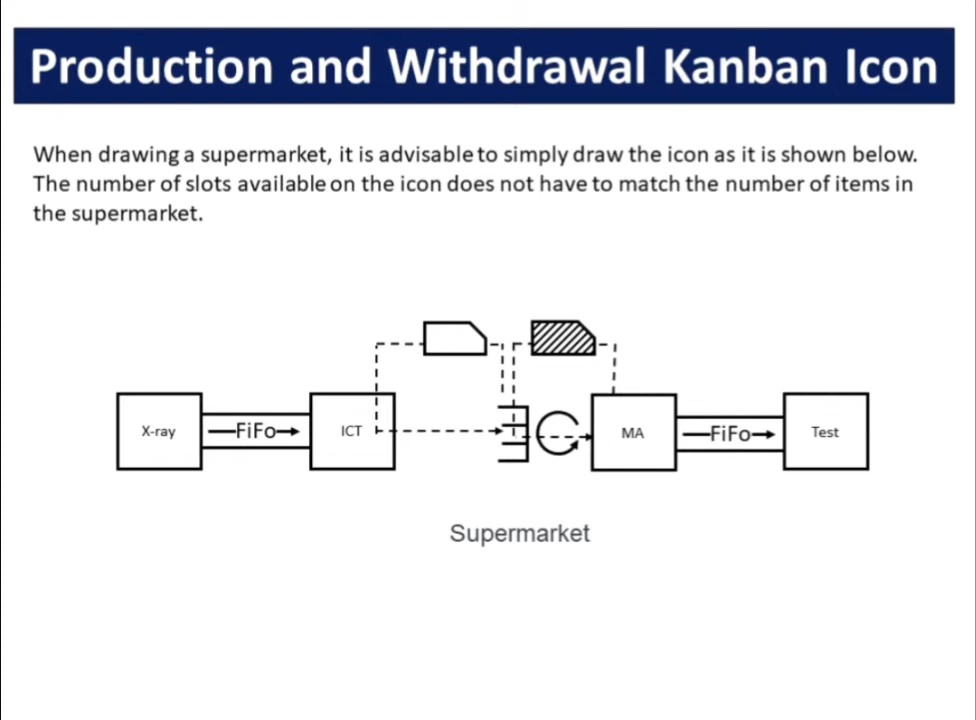 Production and Withdrawal Kanban Icon
When drawing a supermarket, it is advisable to simply draw the icon as it is shown below.
The number of slots available on the icon does not have to match the number of items in
the supermarket.
X-ray
FiFo
ICT
MA
FiFo
Test
Supermarket